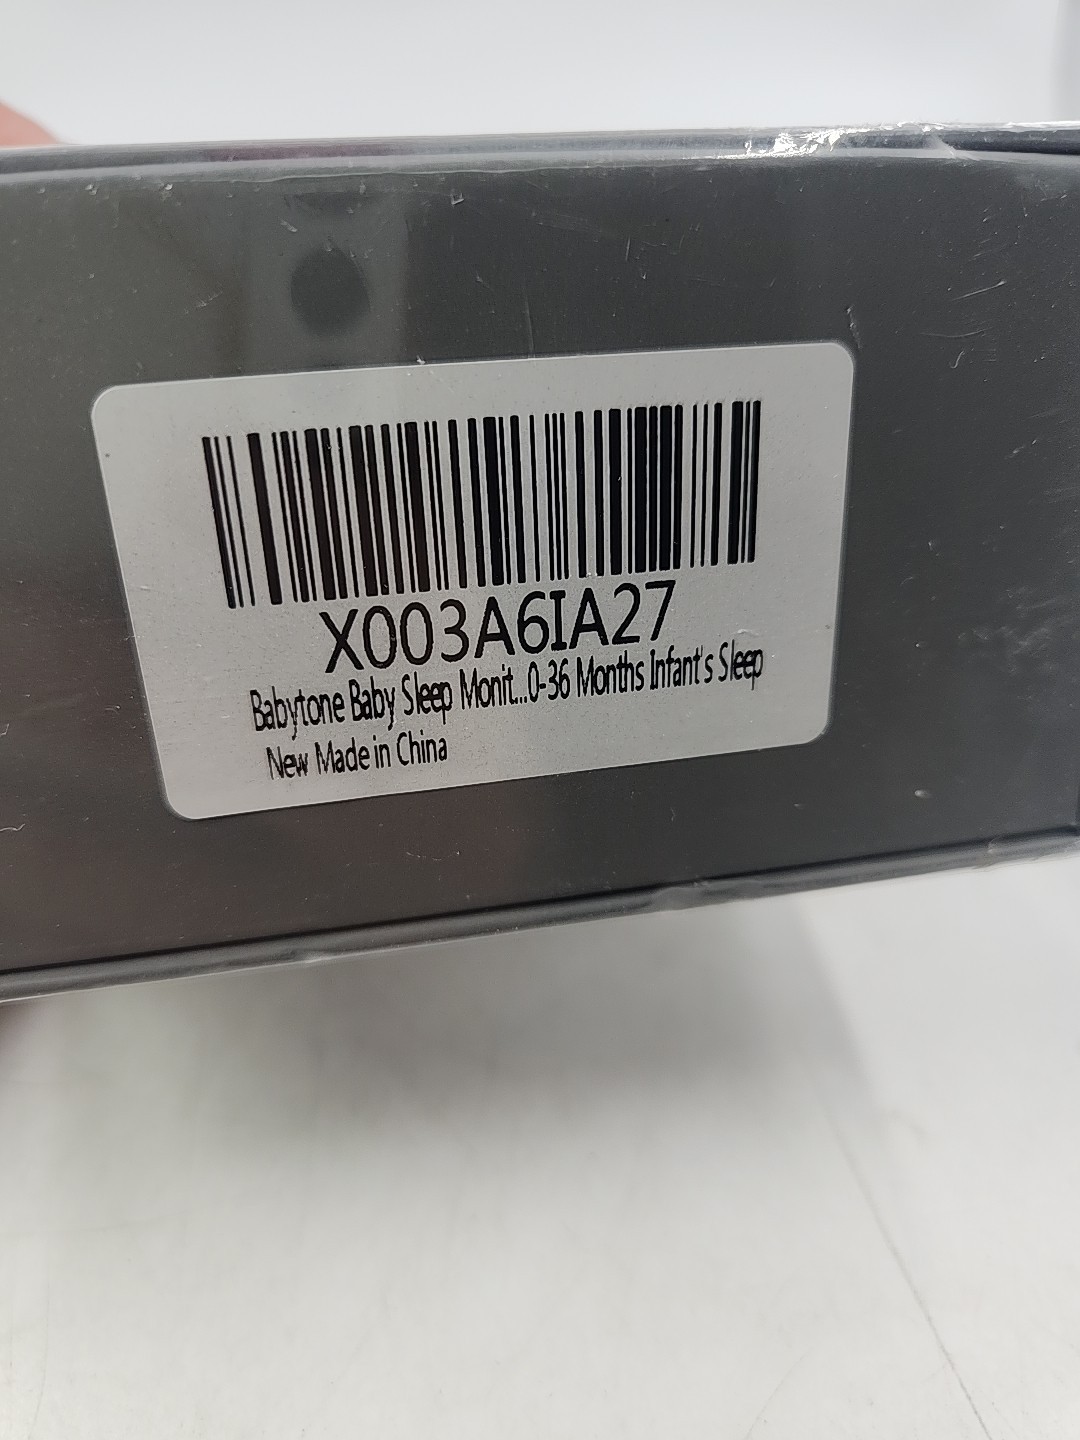 X003A6IA27
Babytone Baby Sleep Monit...0-36 Months Infant's Sleep
New Made in China